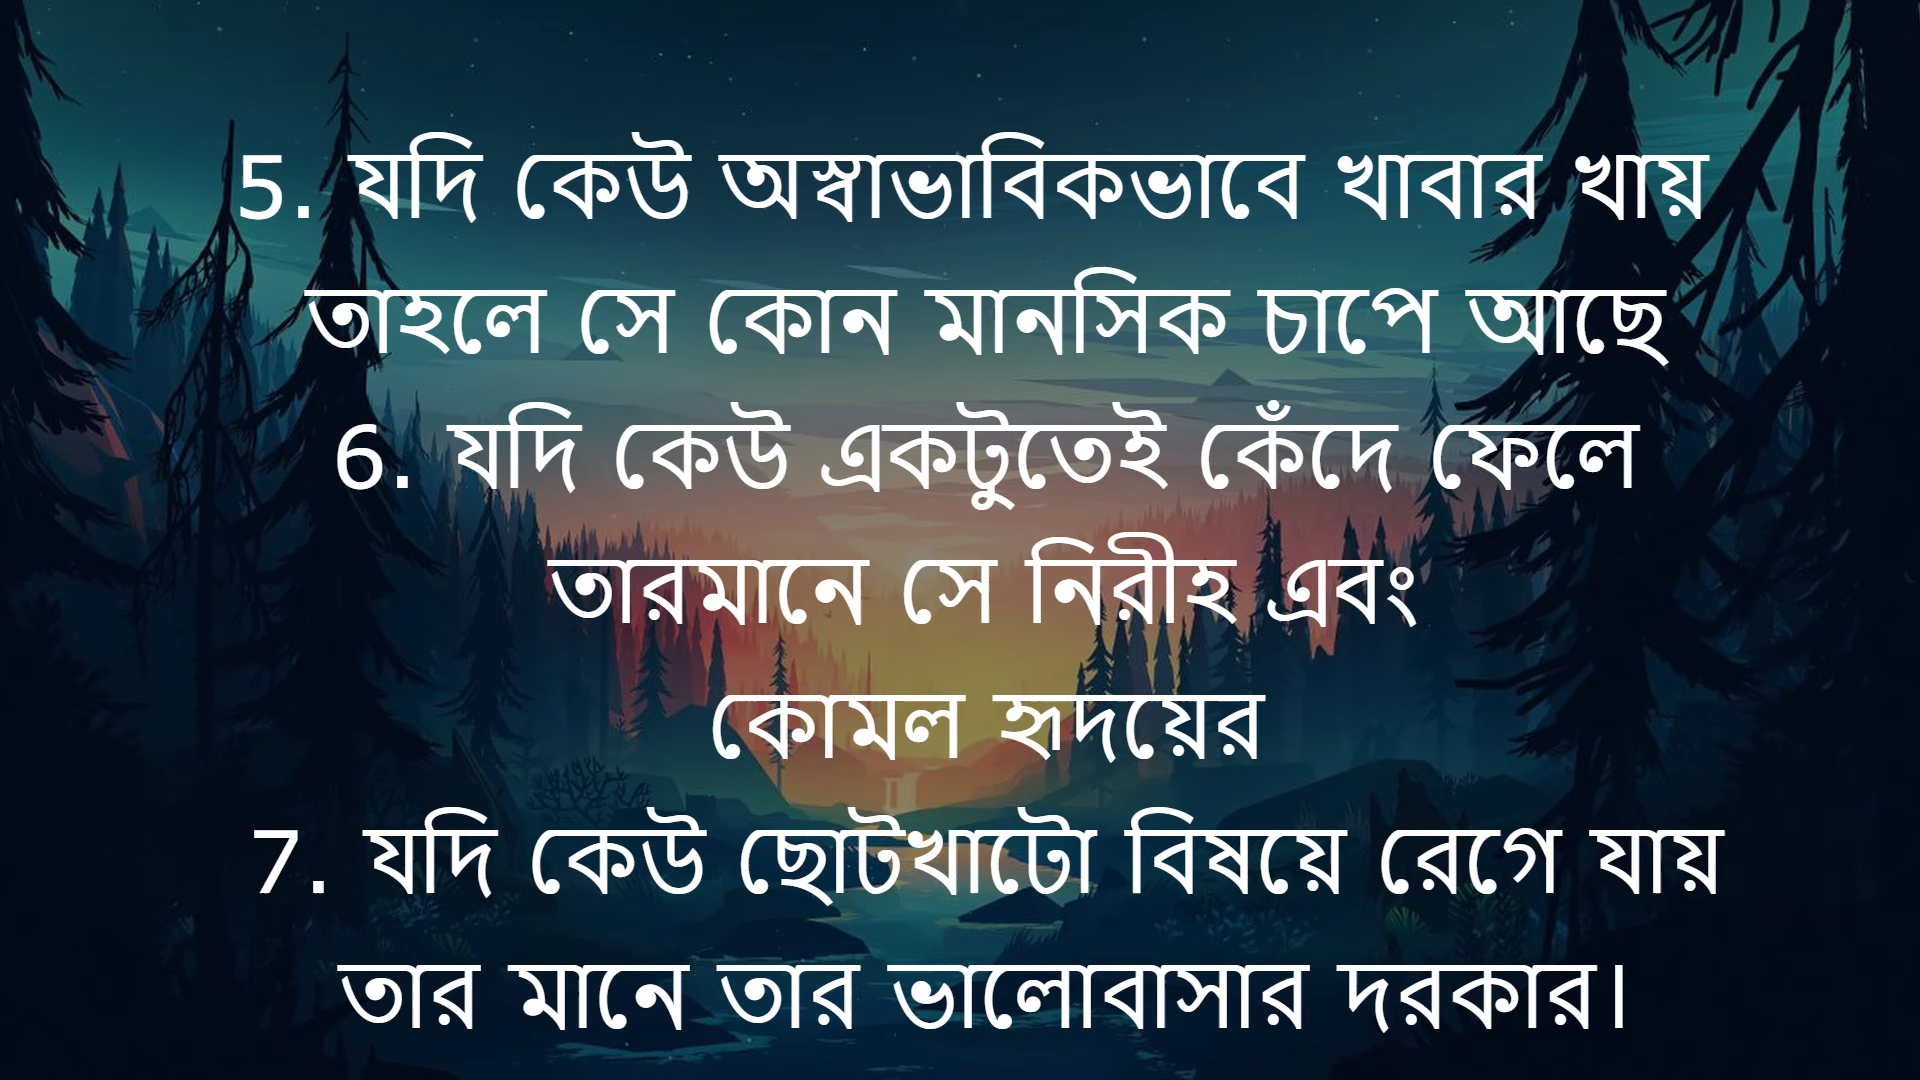 5. যদি কেউ অস্বাভাবিকভাবে খাবার খায়
তাহলে সে কোন মানসিক চাপে আছে
6. যদি কেউ একটুতেই কেঁদে ফেলে
তারমানে সে নিরীহ এবং
কোমল হৃদয়ের
7. যদি কেউ ছোটখাটো বিষয়ে রেগে যায়
তার মানে তার ভালোবাসার দরকার।